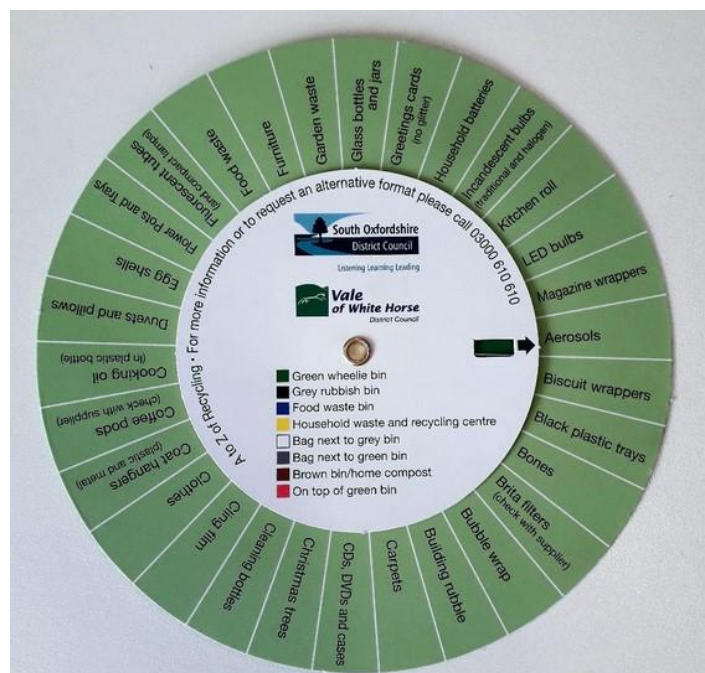 Aerosols
Biscuit wrappers
Black plastic trays
Bones
Brita filters
(check with supplier)
Bubble wrap
Building rubble
Carpets
CDs, DVDs and cases
Christmas trees
Cleaning bottles
Cling film
Clothes
Coat hangers
(plastic and metal)
Coffee pods
(check with supplier)
Cooking oil
(in plastic bottle)
Duvets and pillows
Egg shells
Flower Pots and Trays
Fluorescent tubes
(and compact lamps)
Food waste
Furniture
Garden waste
Glass bottles
and jars
Greetings cards
(no glitter)
Household batteries
Incandescent bulbs
(traditional and halogen)
Kitchen roll
LED bulbs
Magazine wrappers
A to Z of Recycling • For more information or to request an alternative format please call 03000 610 610
South Oxfordshire
District Council
Listening Learning Leading
Vale
of White Horse
District Council
Green wheelie bin
Grey rubbish bin
Food waste bin
Household waste and recycling centre
Bag next to grey bin
Bag next to green bin
Brown bin/home compost
On top of green bin